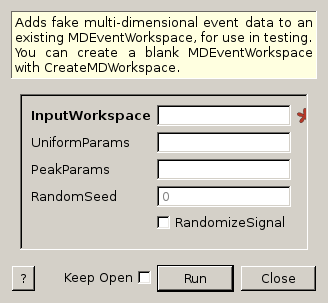 Adds fake multi-dimensional event data to an
existing MDEventWorkspace, for use in testing.
You can create a blank MDEventWorkspace
with CreateMDWorkspace.
InputWorkspace *
UniformParams
PeakParams
RandomSeed 0
RandomizeSignal
? Keep Open Run Close